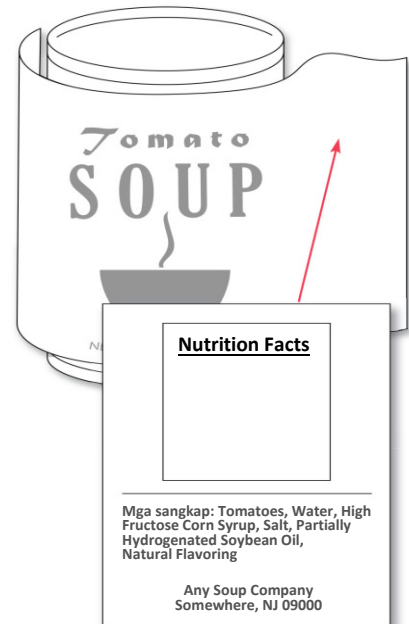 Tomato
SOUP
Nutrition Facts
Mga sangkap: Tomatoes, Water, High
Fructose Corn Syrup, Salt, Partially
Hydrogenated Soybean Oil,
Natural Flavoring
Any Soup Company
Somewhere, NJ 09000